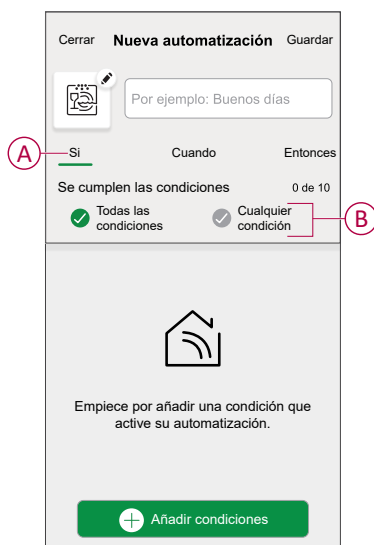 Cerrar Nueva automatización Guardar
Por ejemplo: Buenos días
A Si Cuando Entonces
Se cumplen las condiciones 0 de 10
Todas las condiciones
Cualquier condición
B
Empiece por añadir una condición que
active su automatización.
Añadir condiciones